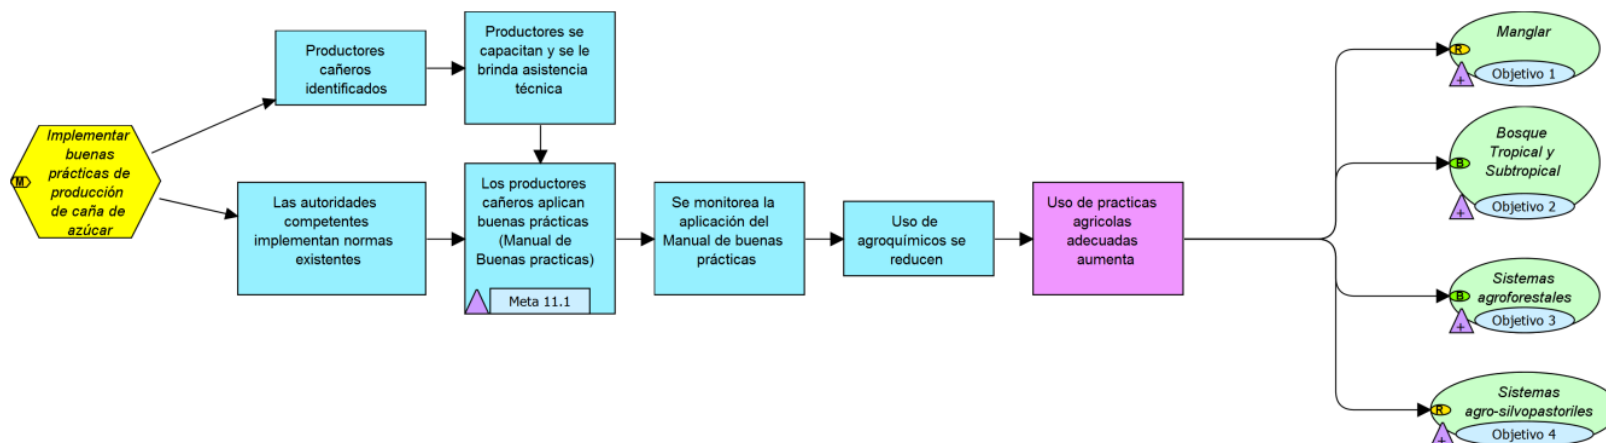 Implementar
buenas
prácticas de
producción
de caña de
azúcar
M
Productores
cañeros
identificados
Productores se
capacitan y se le
brinda asistencia
técnica
Las autoridades
competentes
implementan normas
existentes
Los productores
cañeros aplican
buenas prácticas
(Manual de
Buenas practicas)
Meta 11.1
Se monitorea la
aplicación del
Manual de buenas
prácticas
Uso de
agroquímicos se
reducen
Uso de practicas
agricolas
adecuadas
aumenta
Manglar
R
+
Objetivo 1
Bosque
Tropical y
Subtropical
B
+
Objetivo 2
Sistemas
agroforestales
B
+
Objetivo 3
Sistemas
agro-silvopastoriles
R
+
Objetivo 4